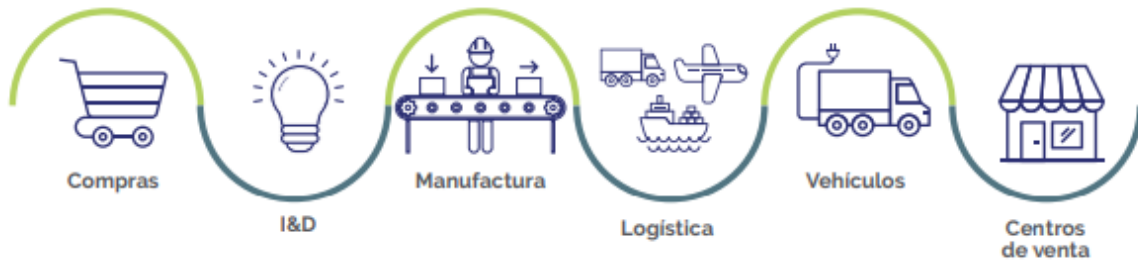 Compras
I&D
Manufactura
Logística
Vehículos
Centros
de venta